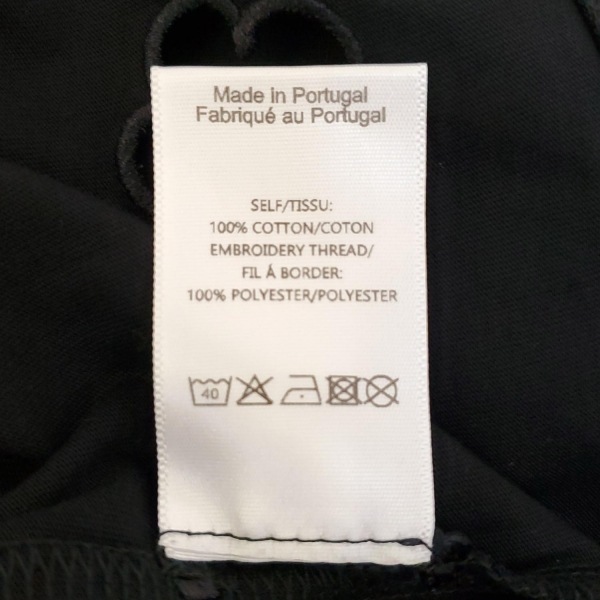 Made in Portugal
Fabriqué au Portugal
SELF/TISSU:
100% COTTON/COTON
EMBROIDERY THREAD/
FIL Á BORDER:
100% POLYESTER/POLYESTER
40